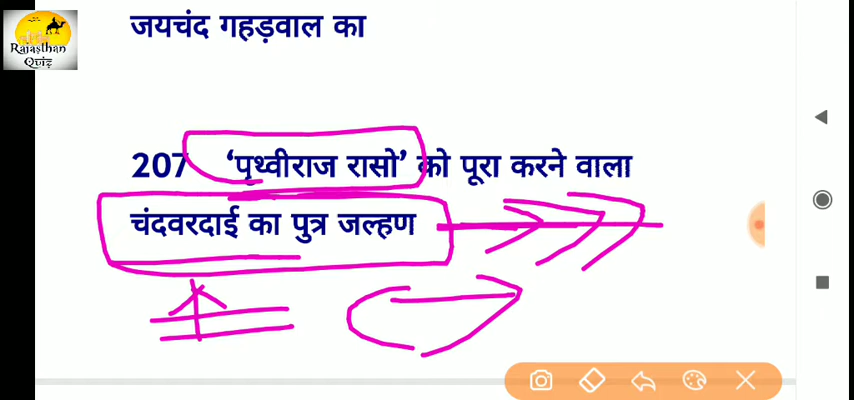 Rajasthan
Quiz
जयचंद गहड़वाल का
207 ‘पृथ्वीराज रासो’ को पूरा करने वाला
चंदवरदाई का पुत्र जल्हण